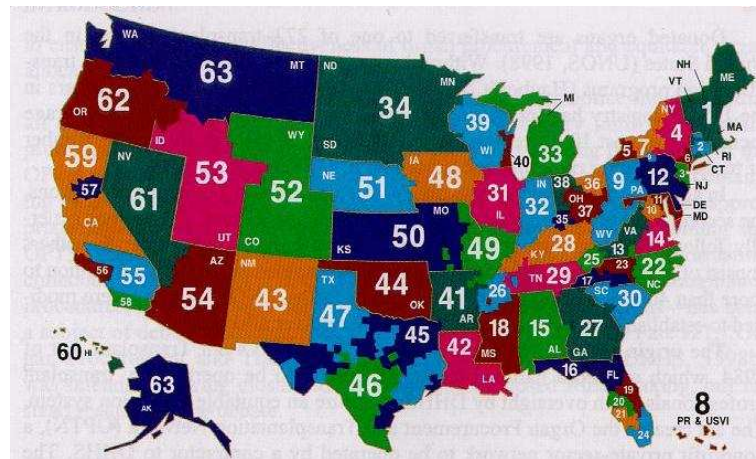 WA
MT
ND
MN
NH
VT
ME
63
62
34
39
MI
NY
1
OR
ID
WY
SD
WI
33
5
7
4
MA
2
59
NV
53
52
NE
51
IA
48
40
31
IN
38
36
9
9
12
6
3
RI
CT
NJ
57
61
IL
32
OH
37
35
PA
11
10
DE
MD
CA
UT
CO
KS
50
MO
49
KY
28
WV
VA
14
13
25
56
55
58
AZ
54
NM
43
TX
47
44
OK
41
AR
26
TN
29
17
23
22
NC
SC
30
45
42
LA
18
MS
15
AL
27
GA
16
FL
60 HI
63
AK
46
19
20
21
24
8
PR & USVI